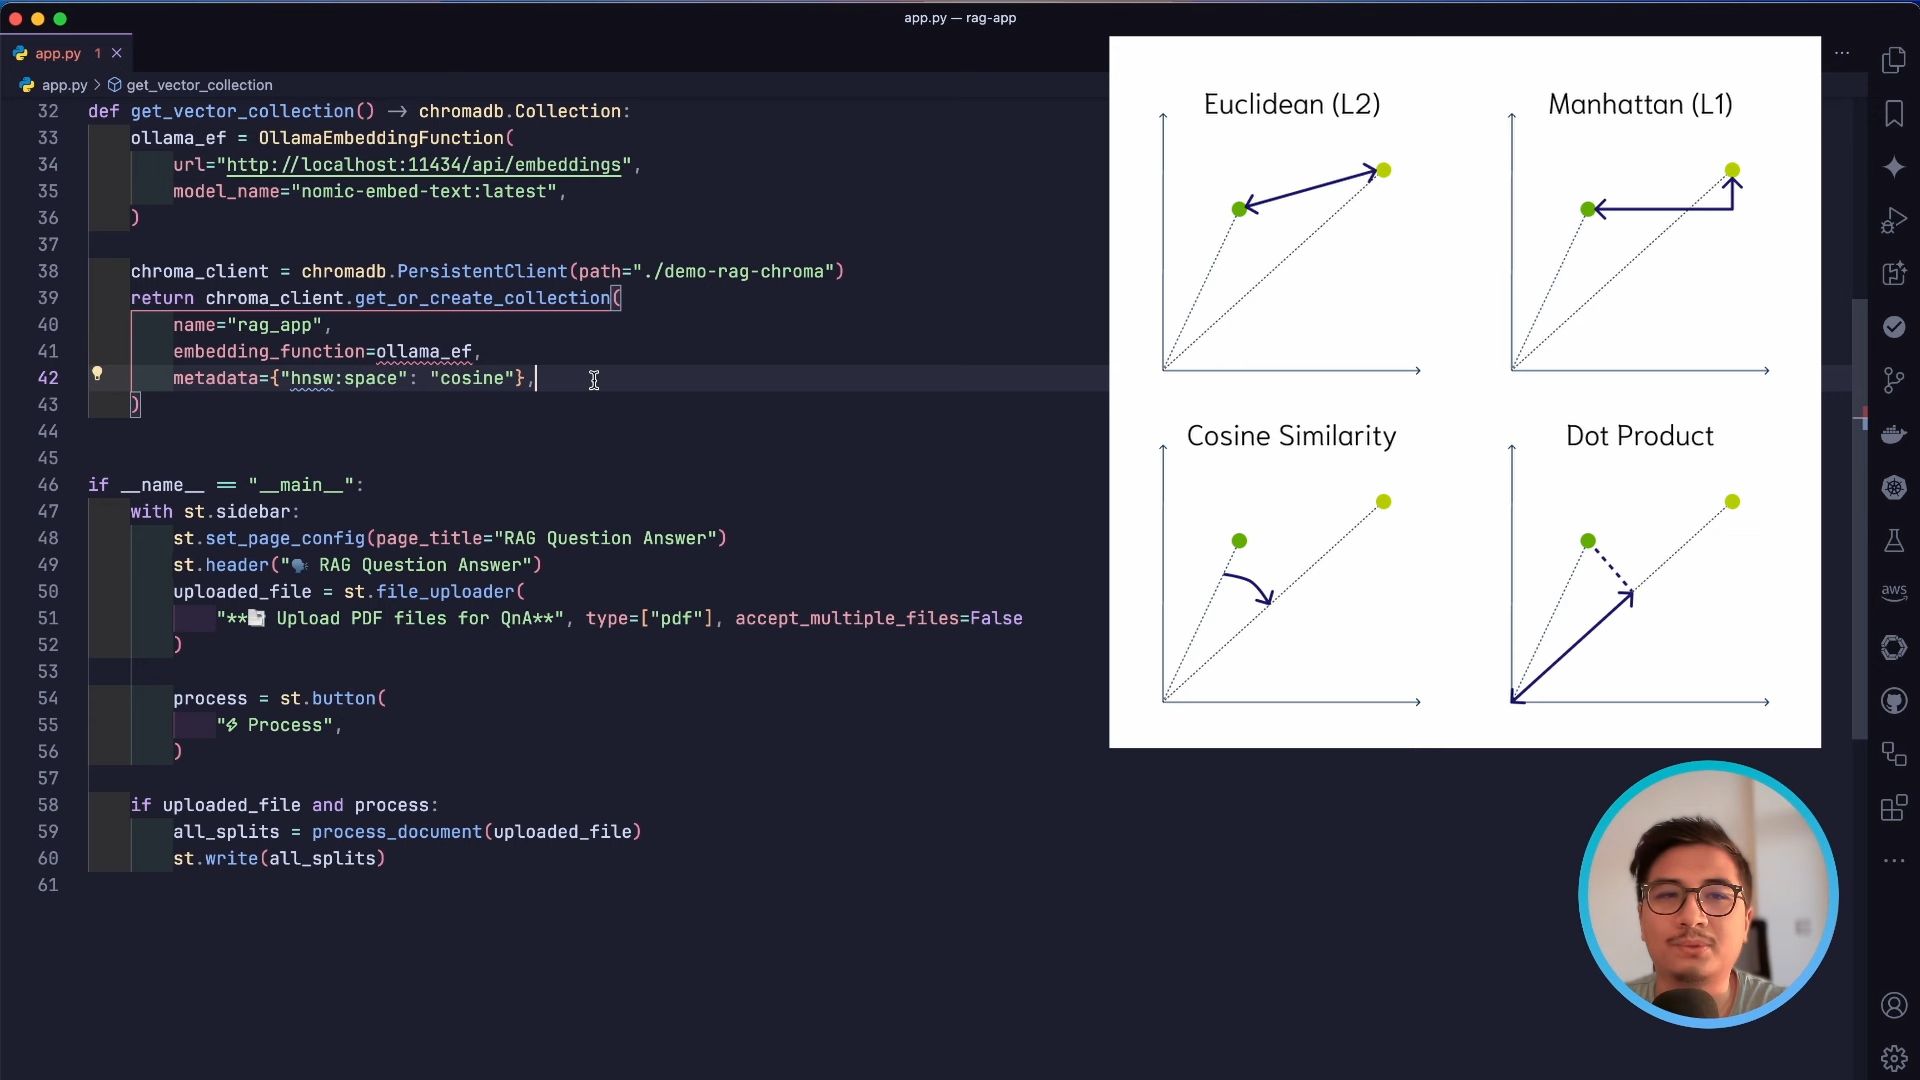 app.py — rag-app
app.py 1
app.py > get_vector_collection
32 def get_vector_collection() → chromadb.Collection:
33 ollama_ef = OllamaEmbeddingFunction(
34 url="http://localhost:11434/api/embeddings",
35 model_name="nomic-embed-text:latest",
36 )
37
38 chroma_client = chromadb.PersistentClient(path="./demo-rag-chroma")
39 return chroma_client.get_or_create_collection(
40 name="rag_app",
41 embedding_function=ollama_ef,
42 metadata={"hnsw:space": "cosine"},
43 )
44
45
46 if __name__ == "__main__":
47 with st.sidebar:
48 st.set_page_config(page_title="RAG Question Answer")
49 st.header("🗣️ RAG Question Answer")
50 uploaded_file = st.file_uploader(
51 "**📑 Upload PDF files for QnA**", type=["pdf"], accept_multiple_files=False
52 )
53
54 process = st.button(
55 "⚡ Process",
56 )
57
58 if uploaded_file and process:
59 all_splits = process_document(uploaded_file)
60 st.write(all_splits)
61
Euclidean (L2)
Manhattan (L1)
Cosine Similarity
Dot Product
aws